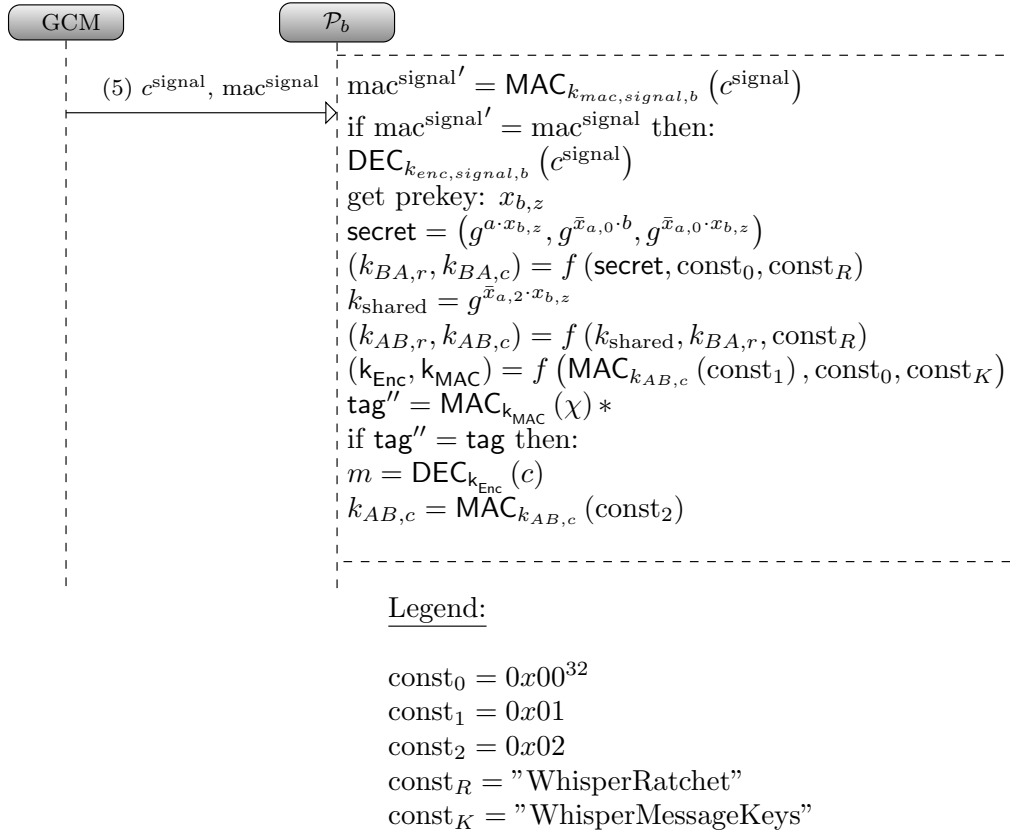 GCM
𝒫_b
(5) c^signal, mac^signal
mac^signal′ = MAC_{k_{mac,signal,b}} (c^signal)
if mac^signal′ = mac^signal then:
DEC_{k_{enc,signal,b}} (c^signal)
get prekey: x_{b,z}
secret = (g^{a·x_{b,z}}, g^{x̄_{a,0}·b}, g^{x̄_{a,0}·x_{b,z}})
(k_{BA,r}, k_{BA,c}) = f (secret, const_0, const_R)
k_shared = g^{x̄_{a,2}·x_{b,z}}
(k_{AB,r}, k_{AB,c}) = f (k_shared, k_{BA,r}, const_R)
(k_Enc, k_MAC) = f (MAC_{k_{AB,c}} (const_1), const_0, const_K)
tag″ = MAC_{k_MAC} (χ) ∗
if tag″ = tag then:
m = DEC_{k_Enc} (c)
k_{AB,c} = MAC_{k_{AB,c}} (const_2)
Legend:
const_0 = 0x00^32
const_1 = 0x01
const_2 = 0x02
const_R = ”WhisperRatchet”
const_K = ”WhisperMessageKeys”